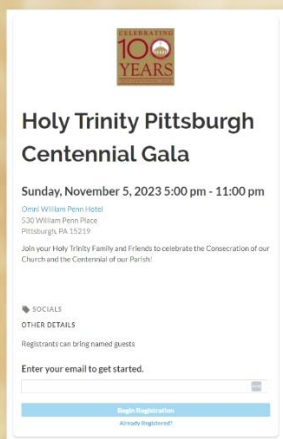 CELEBRATING
100
YEARS
Holy Trinity Pittsburgh
Centennial Gala
Sunday, November 5, 2023 5:00 pm - 11:00 pm
Omni William Penn Hotel
530 William Penn Place
Pittsburgh, PA 15219
Join your Holy Trinity Family and Friends to celebrate the Consecration of our
Church and the Centennial of our Parish!
SOCIALS
OTHER DETAILS
Registrants can bring named guests
Enter your email to get started.
Begin Registration
Already Registered?